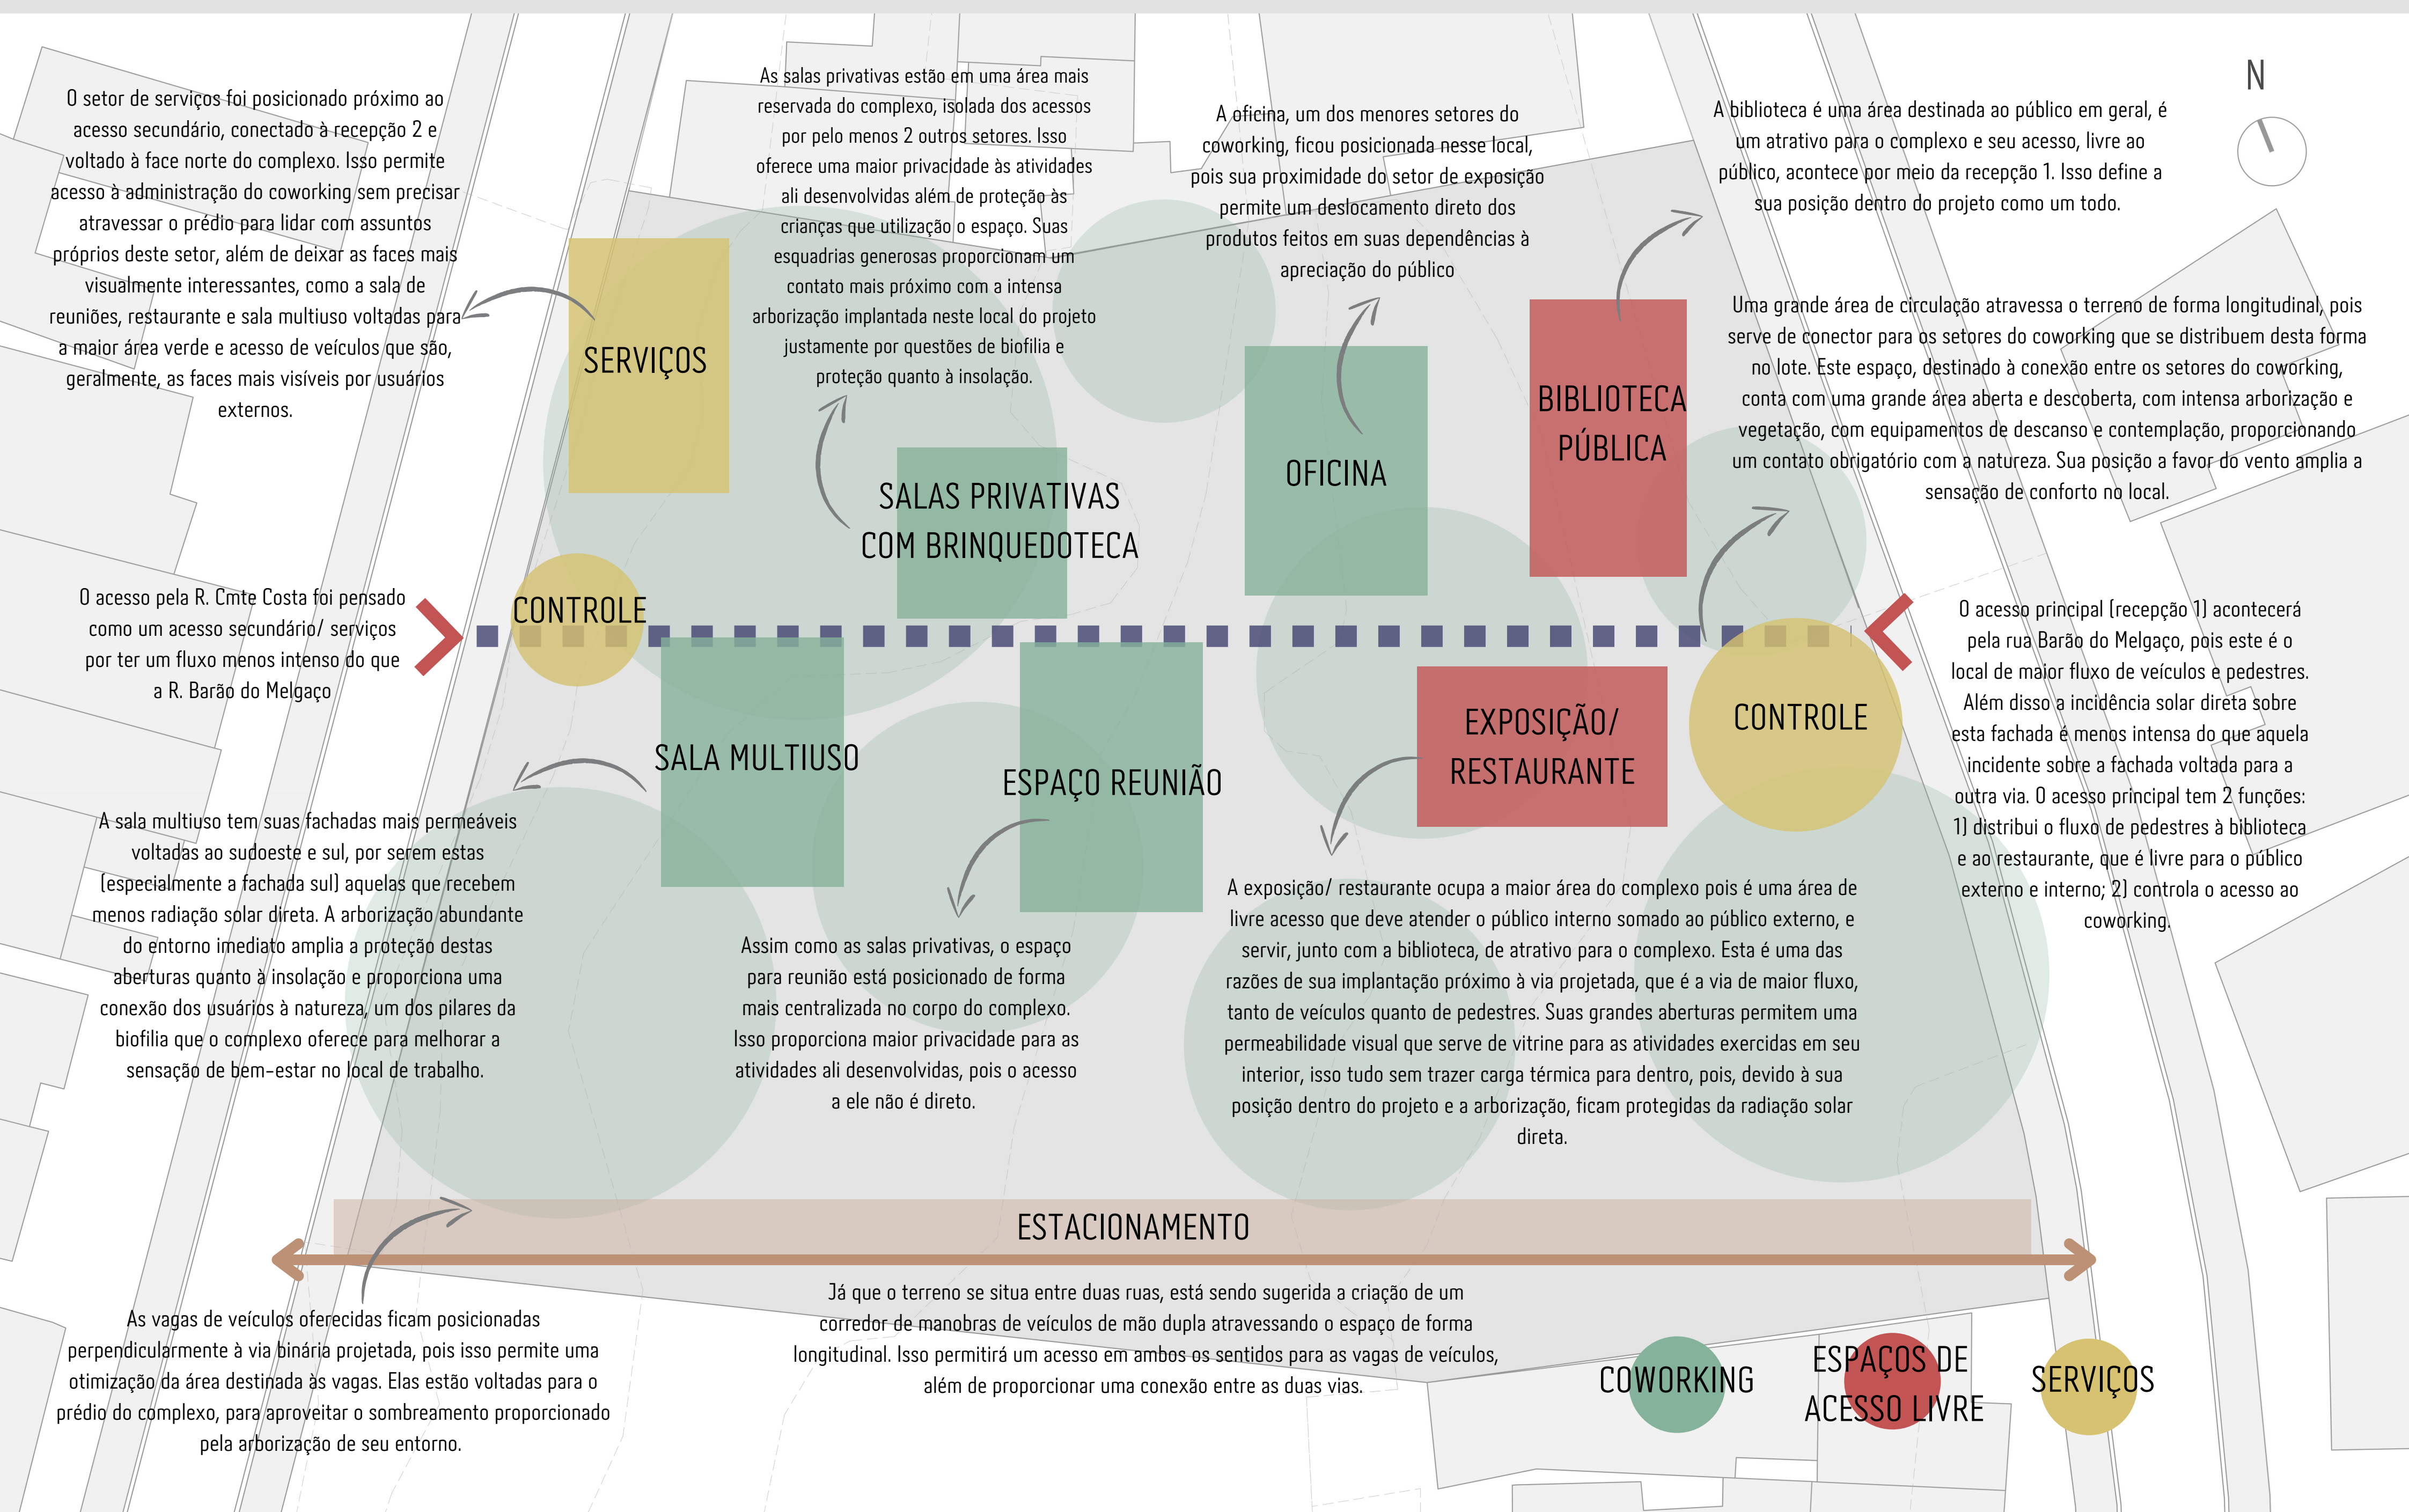 O setor de serviços foi posicionado próximo ao
acesso secundário, conectado à recepção 2 e
voltado à face norte do complexo. Isso permite
acesso à administração do coworking sem precisar
atravessar o prédio para lidar com assuntos
próprios deste setor, além de deixar as faces mais
visualmente interessantes, como a sala de
reuniões, restaurante e sala multiuso voltadas para
a maior área verde e acesso de veículos que são,
geralmente, as faces mais visíveis por usuários
externos.
As salas privativas estão em uma área mais
reservada do complexo, isolada dos acessos
por pelo menos 2 outros setores. Isso
oferece uma maior privacidade às atividades
ali desenvolvidas além de proteção às
crianças que utilização o espaço. Suas
esquadrias generosas proporcionam um
contato mais próximo com a intensa
arborização implantada neste local do projeto
justamente por questões de biofilia e
proteção quanto à insolação.
A oficina, um dos menores setores do
coworking, ficou posicionada nesse local,
pois sua proximidade do setor de exposição
permite um deslocamento direto dos
produtos feitos em suas dependências à
apreciação do público
A biblioteca é uma área destinada ao público em geral, é
um atrativo para o complexo e seu acesso, livre ao
público, acontece por meio da recepção 1. Isso define a
sua posição dentro do projeto como um todo.
N
Uma grande área de circulação atravessa o terreno de forma longitudinal, pois
serve de conector para os setores do coworking que se distribuem desta forma
no lote. Este espaço, destinado à conexão entre os setores do coworking,
conta com uma grande área aberta e descoberta, com intensa arborização e
vegetação, com equipamentos de descanso e contemplação, proporcionando
um contato obrigatório com a natureza. Sua posição a favor do vento amplia a
sensação de conforto no local.
SERVIÇOS
SALAS PRIVATIVAS
COM BRINQUEDOTECA
OFICINA
BIBLIOTECA
PÚBLICA
O acesso pela R. Cmte Costa foi pensado
como um acesso secundário/ serviços
por ter um fluxo menos intenso do que
a R. Barão do Melgaço
CONTROLE
SALA MULTIUSO
ESPAÇO REUNIÃO
EXPOSIÇÃO/
RESTAURANTE
CONTROLE
O acesso principal (recepção 1) acontecerá
pela rua Barão do Melgaço, pois este é o
local de maior fluxo de veículos e pedestres.
Além disso a incidência solar direta sobre
esta fachada é menos intensa do que aquela
incidente sobre a fachada voltada para a
outra via. O acesso principal tem 2 funções:
1) distribui o fluxo de pedestres à biblioteca
e ao restaurante, que é livre para o público
externo e interno; 2) controla o acesso ao
coworking.
A sala multiuso tem suas fachadas mais permeáveis
voltadas ao sudoeste e sul, por serem estas
(especialmente a fachada sul) aquelas que recebem
menos radiação solar direta. A arborização abundante
do entorno imediato amplia a proteção destas
aberturas quanto à insolação e proporciona uma
conexão dos usuários à natureza, um dos pilares da
biofilia que o complexo oferece para melhorar a
sensação de bem-estar no local de trabalho.
Assim como as salas privativas, o espaço
para reunião está posicionado de forma
mais centralizada no corpo do complexo.
Isso proporciona maior privacidade para as
atividades ali desenvolvidas, pois o acesso
a ele não é direto.
A exposição/ restaurante ocupa a maior área do complexo pois é uma área de
livre acesso que deve atender o público interno somado ao público externo, e
servir, junto com a biblioteca, de atrativo para o complexo. Esta é uma das
razões de sua implantação próximo à via projetada, que é a via de maior fluxo,
tanto de veículos quanto de pedestres. Suas grandes aberturas permitem uma
permeabilidade visual que serve de vitrine para as atividades exercidas em seu
interior, isso tudo sem trazer carga térmica para dentro, pois, devido à sua
posição dentro do projeto e a arborização, ficam protegidas da radiação solar
direta.
ESTACIONAMENTO
As vagas de veículos oferecidas ficam posicionadas
perpendicularmente à via binária projetada, pois isso permite uma
otimização da área destinada às vagas. Elas estão voltadas para o
prédio do complexo, para aproveitar o sombreamento proporcionado
pela arborização de seu entorno.
Já que o terreno se situa entre duas ruas, está sendo sugerida a criação de um
corredor de manobras de veículos de mão dupla atravessando o espaço de forma
longitudinal. Isso permitirá um acesso em ambos os sentidos para as vagas de veículos,
além de proporcionar uma conexão entre as duas vias.
COWORKING
ESPAÇOS DE
ACESSO LIVRE
SERVIÇOS